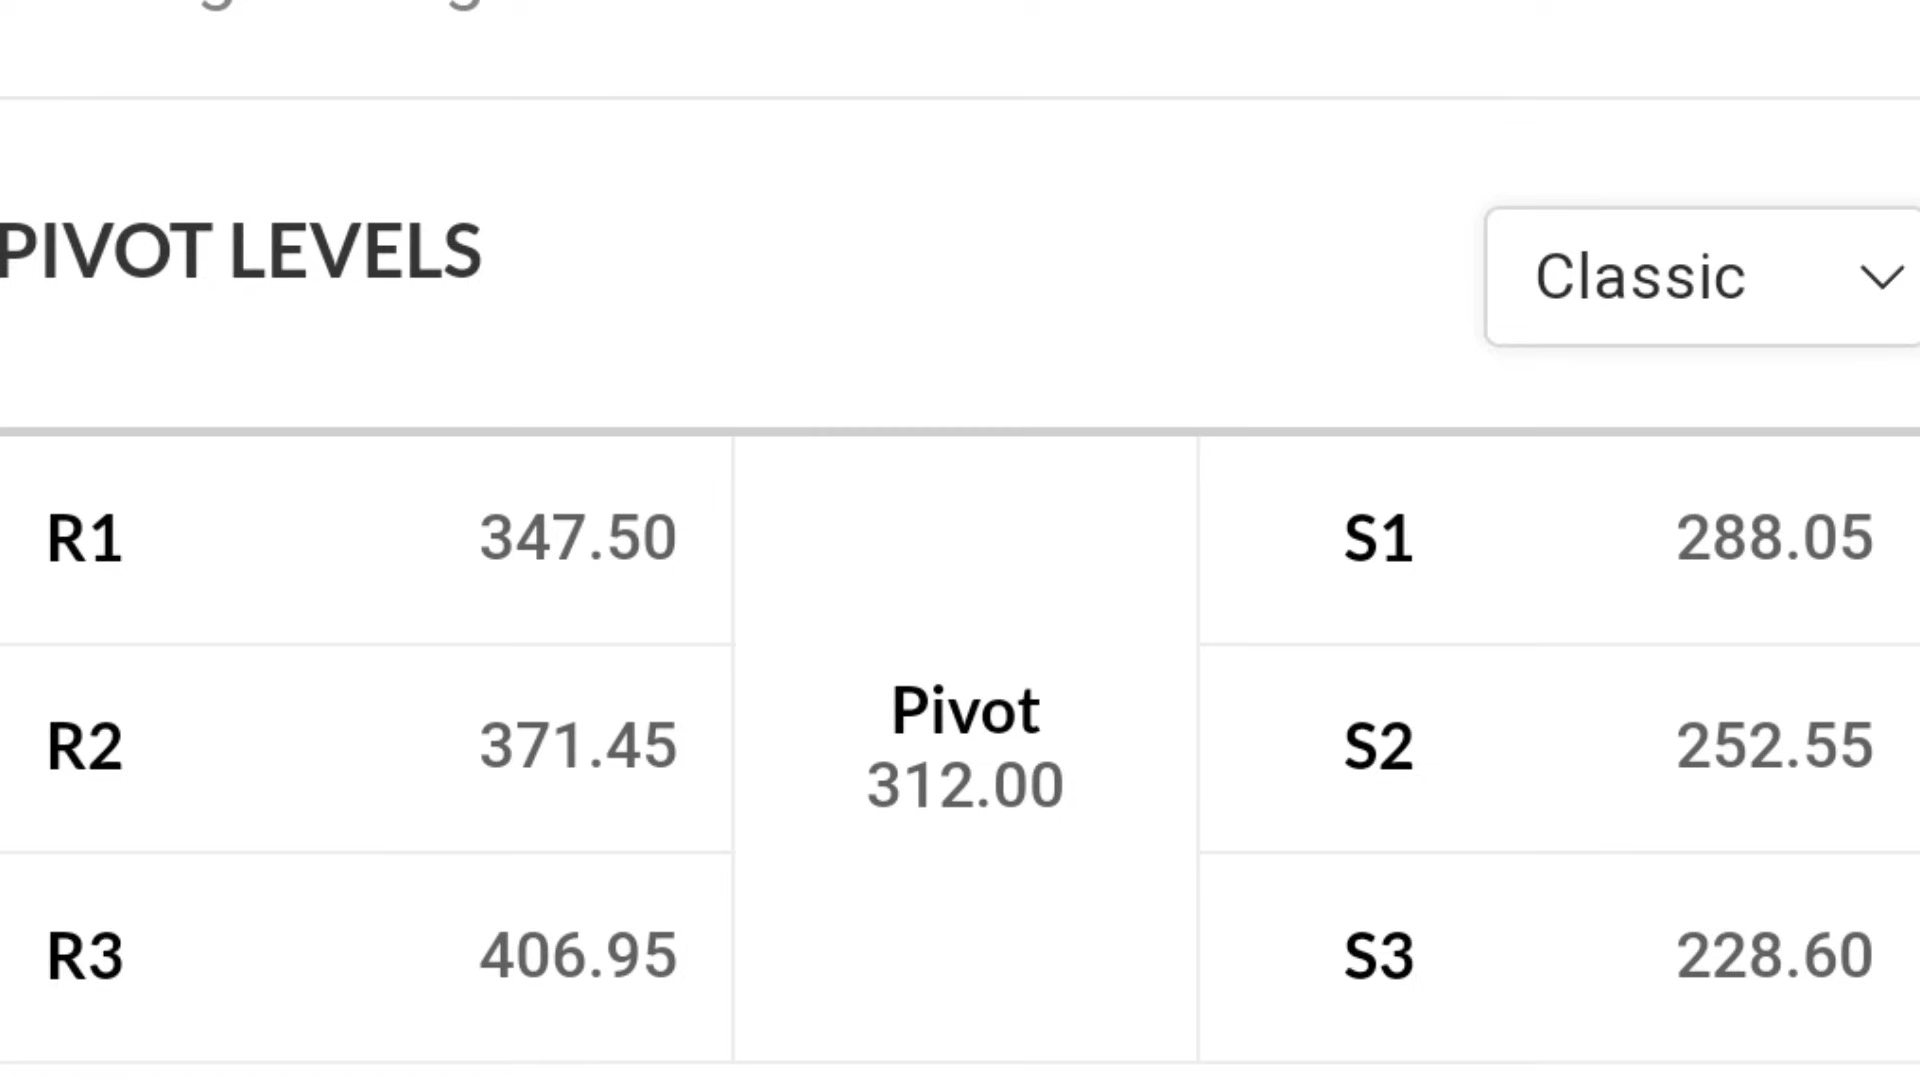 PIVOT LEVELS
Classic
R1 347.50
S1 288.05
R2 371.45
Pivot
312.00
S2 252.55
R3 406.95
S3 228.60